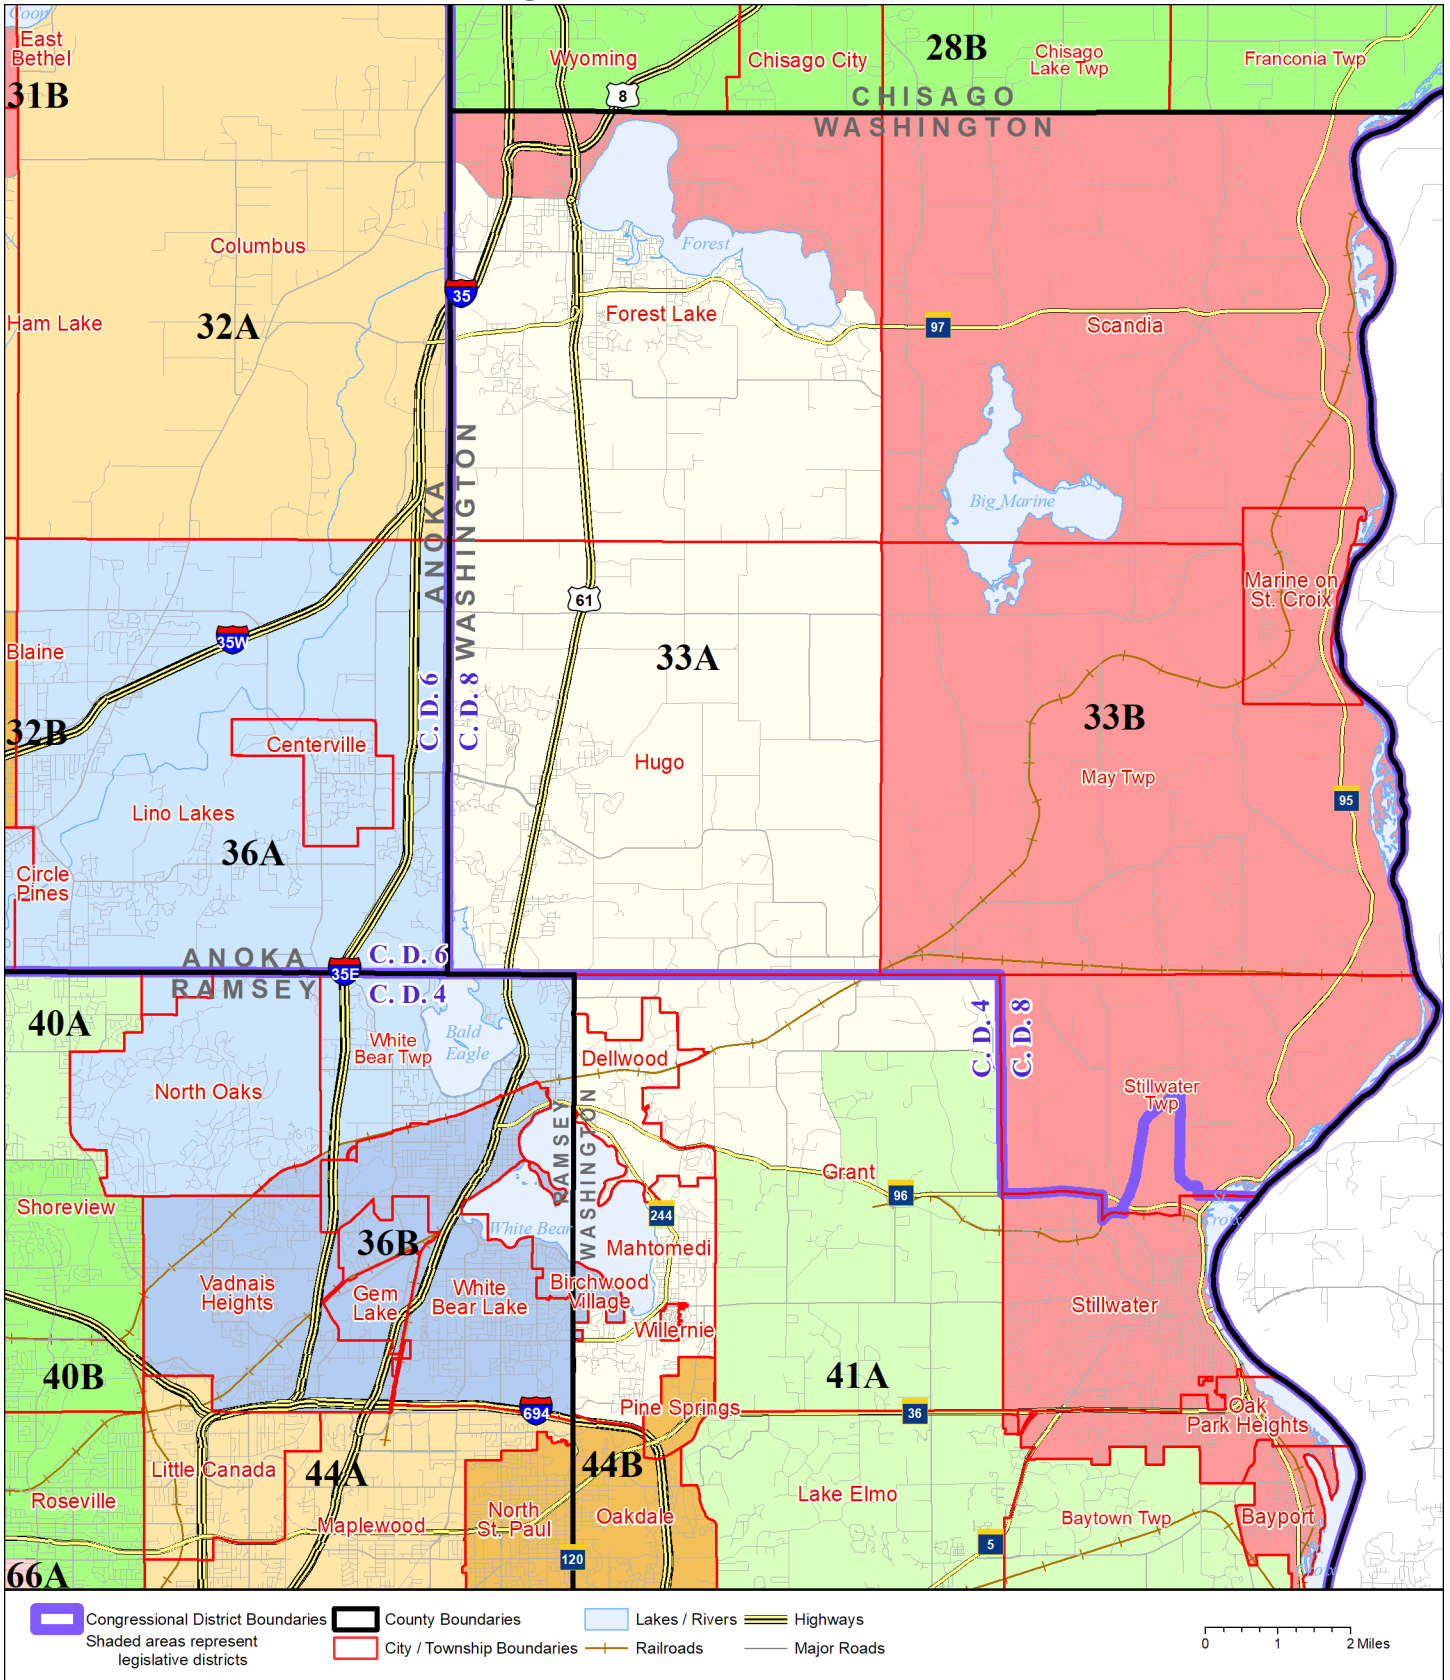 Coon
East
Bethel
31B
Wyoming
8
Chisago City
28B
Chisago
Lake Twp
Franconia Twp
CHISAGO
WASHINGTON
Columbus
Ham Lake
32A
35
Forest
Forest Lake
97
Scandia
Big Marine
ANOKA
WASHINGTON
Marine on
St. Croix
61
35W
Blaine
32B
33A
C. D. 6
C. D. 8
33B
Centerville
Hugo
May Twp
Lino Lakes
95
36A
Circle
Pines
ANOKA
RAMSEY
35E
C. D. 6
C. D. 4
40A
White
Bear Twp
Bald
Eagle
Dellwood
C. D. 4
C. D. 8
North Oaks
Stillwater
Twp
RAMSEY
WASHINGTON
Grant
96
Shoreview
244
White Bear
St.
Croix
36B
Mahtomedi
Vadnais
Heights
Gem
Lake
White
Bear Lake
Birchwood
Village
Willernie
Stillwater
40B
41A
Pine Springs
694
36
Oak
Park Heights
Little Canada
44A
44B
Roseville
Maplewood
North
St. Paul
Oakdale
Lake Elmo
Baytown Twp
Bayport
5
120
66A
Croix
Congressional District Boundaries
County Boundaries
Lakes / Rivers
Highways
Shaded areas represent
legislative districts
City / Township Boundaries
Railroads
Major Roads
0 1 2 Miles